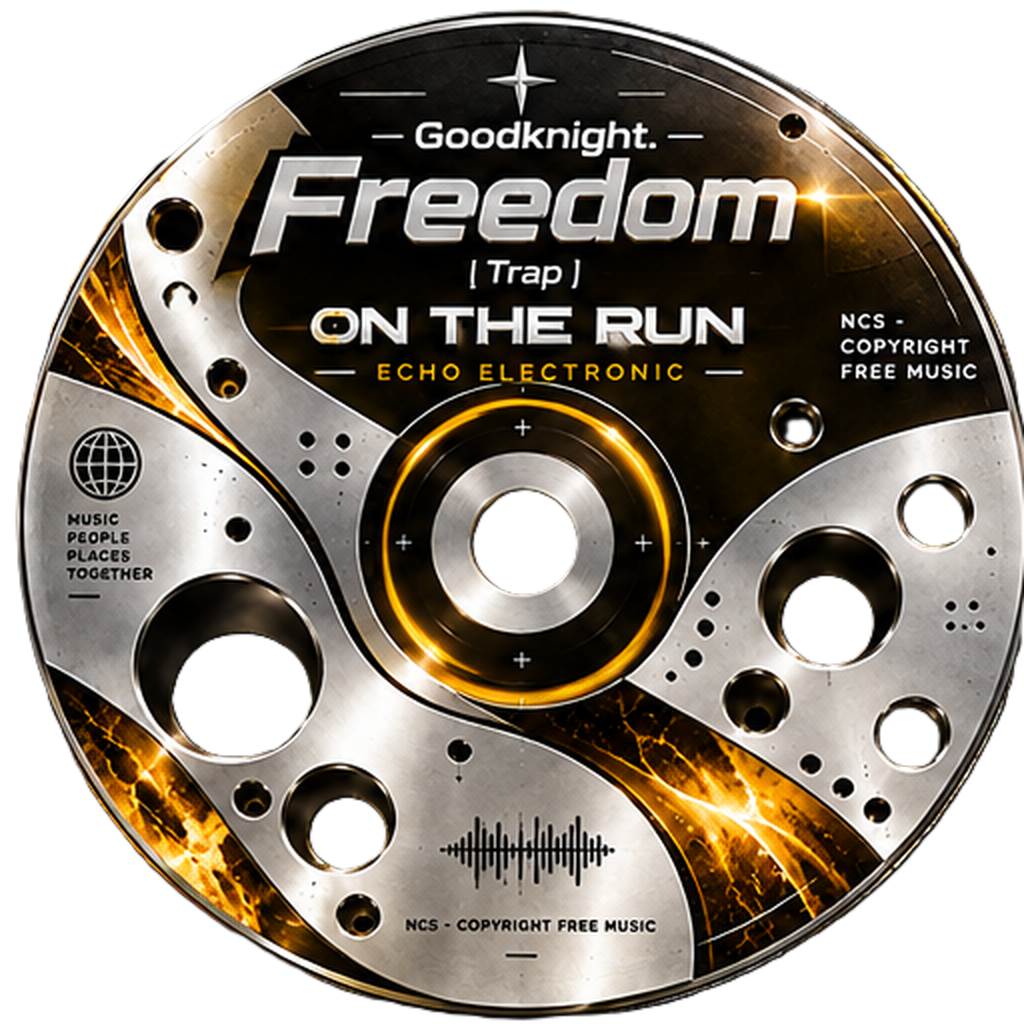 — Goodknight. —
Freedom
[ Trap ]
ON THE RUN
— ECHO ELECTRONIC —
NCS -
COPYRIGHT
FREE MUSIC
MUSIC
PEOPLE
PLACES
TOGETHER
NCS - COPYRIGHT FREE MUSIC